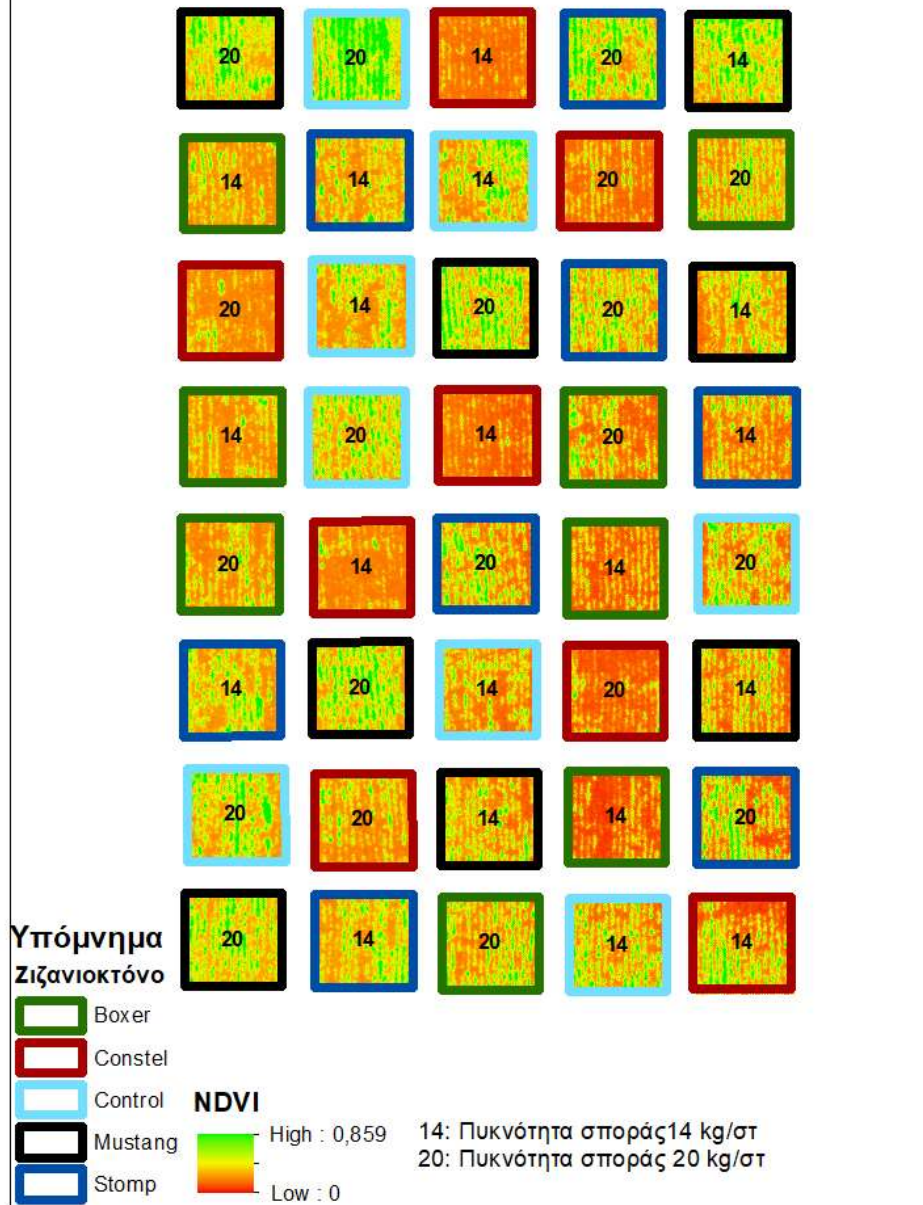 20 20 14 20 14
14 14 14 20 20
20 14 20 20 14
14 20 14 20 14
20 14 20 14 20
14 20 14 20 14
20 20 14 14 20
20 14 20 14 14
Υπόμνημα
Ζιζανιοκτόνο
Boxer
Constel
Control
Mustang
Stomp
NDVI
High : 0,859
Low : 0
14: Πυκνότητα σποράς14 kg/στ
20: Πυκνότητα σποράς 20 kg/στ